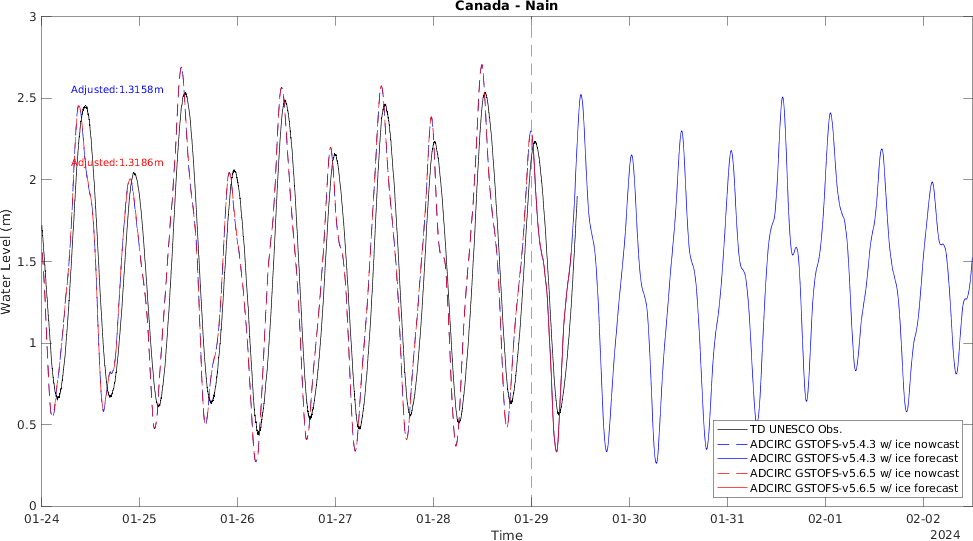 Canada - Nain
3
2.5
2
1.5
1
0.5
0
Water Level (m)
Adjusted:1.3158m
Adjusted:1.3186m
TD UNESCO Obs.
ADCIRC GSTOFS-v5.4.3 w/ ice nowcast
ADCIRC GSTOFS-v5.4.3 w/ ice forecast
ADCIRC GSTOFS-v5.6.5 w/ ice nowcast
ADCIRC GSTOFS-v5.6.5 w/ ice forecast
01-24 01-25 01-26 01-27 01-28 01-29 01-30 01-31 02-01 02-02
Time
2024